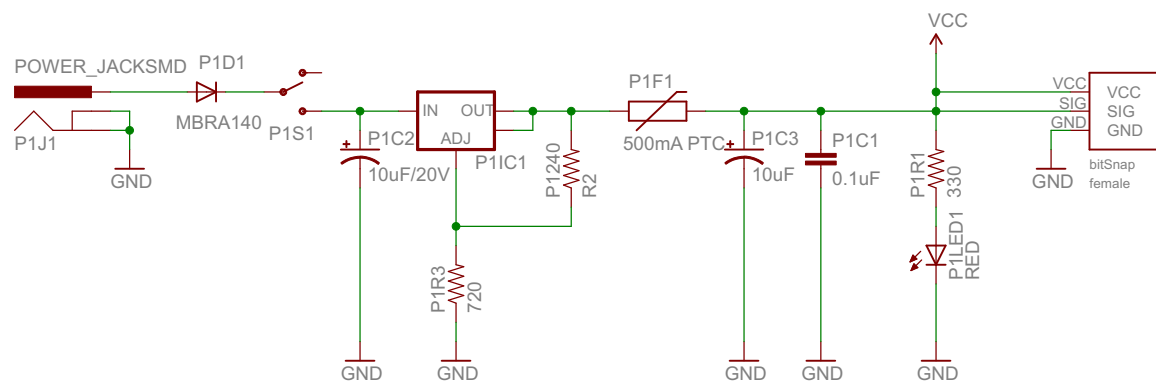 VCC
POWER_JACKSMD
P1D1
MBRA140
P1J1
GND
P1S1
P1C2
10uF/20V
IN
OUT
ADJ
P1IC1
P1240
R2
P1R3
720
P1F1
500mA PTC
P1C3
10uF
P1C1
0.1uF
P1R1
330
P1LED1
RED
VCC
SIG
GND
VCC
SIG
GND
bitSnap
female
GND
GND
GND
GND
GND
GND